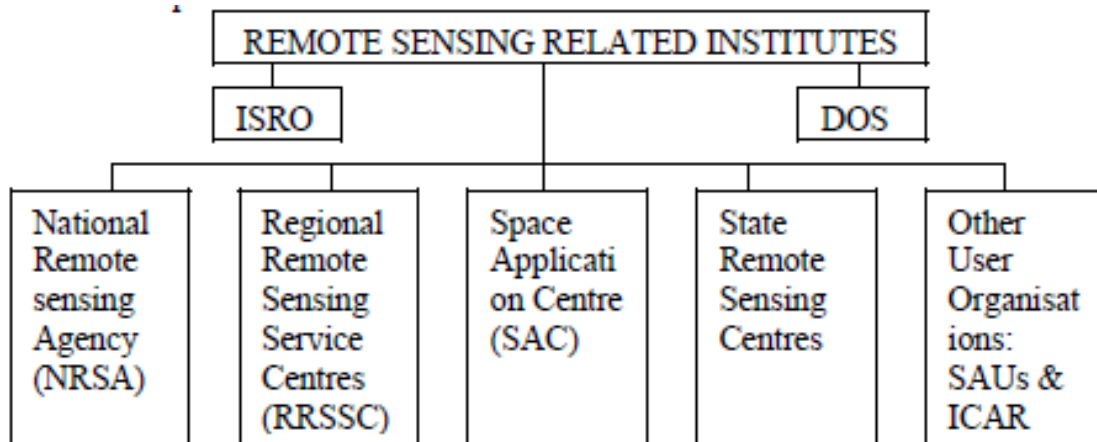 REMOTE SENSING RELATED INSTITUTES
ISRO
DOS
National
Remote
sensing
Agency
(NRSA)
Regional
Remote
Sensing
Service
Centres
(RRSSC)
Space
Applicati
on Centre
(SAC)
State
Remote
Sensing
Centres
Other
User
Organisat
ions:
SAUs &
ICAR